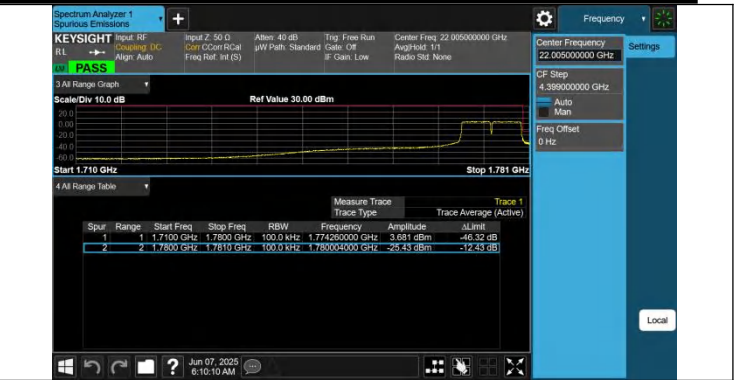 Spectrum Analyzer 1
Spurious Emissions
+
Frequency
KEYSIGHT Input: RF Input Z: 50 Ω Atten: 40 dB Trig: Free Run Center Freq: 22.005000000 GHz
RL Coupling: DC Corr CCorr RCal µW Path: Standard Gate: Off Avg|Hold: 1/1
Align: Auto Freq Ref: Int (S) IF Gain: Low Radio Std: None
PASS
Center Frequency
22.005000000 GHz
Settings
CF Step
4.399000000 GHz
Auto
Man
Freq Offset
0 Hz
3 All Range Graph
Scale/Div 10.0 dB Ref Value 30.00 dBm
20.0
0.00
-20.0
-40.0
-60.0
Start 1.710 GHz Stop 1.781 GHz
4 All Range Table
Measure Trace Trace 1
Trace Type Trace Average (Active)
Spur Range Start Freq Stop Freq RBW Frequency Amplitude ΔLimit
1 1 1.7100 GHz 1.7800 GHz 100.0 kHz 1.774260000 GHz 3.681 dBm -46.32 dB
2 2 1.7800 GHz 1.7810 GHz 100.0 kHz 1.780004000 GHz -25.43 dBm -12.43 dB
Local
? Jun 07, 2025
6:10:10 AM